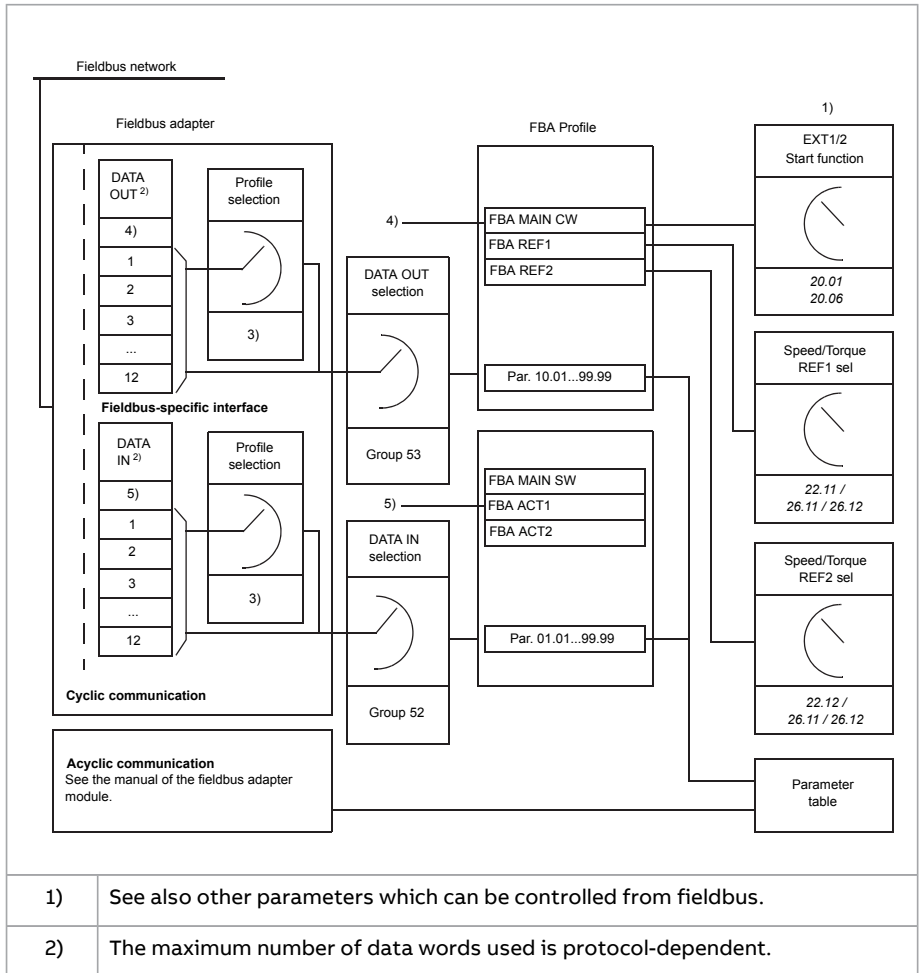 Fieldbus network
Fieldbus adapter
DATA
OUT 2)
4)
1
2
3
...
12
Profile
selection
3)
Fieldbus-specific interface
DATA
IN 2)
5)
1
2
3
...
12
Profile
selection
3)
Cyclic communication
DATA OUT
selection
Group 53
DATA IN
selection
Group 52
FBA Profile
4)
FBA MAIN CW
FBA REF1
FBA REF2
Par. 10.01...99.99
5)
FBA MAIN SW
FBA ACT1
FBA ACT2
Par. 01.01...99.99
1)
EXT1/2
Start function
20.01
20.06
Speed/Torque
REF1 sel
22.11 /
26.11 / 26.12
Speed/Torque
REF2 sel
22.12 /
26.11 / 26.12
Parameter
table
Acyclic communication
See the manual of the fieldbus adapter
module.
1) See also other parameters which can be controlled from fieldbus.
2) The maximum number of data words used is protocol-dependent.